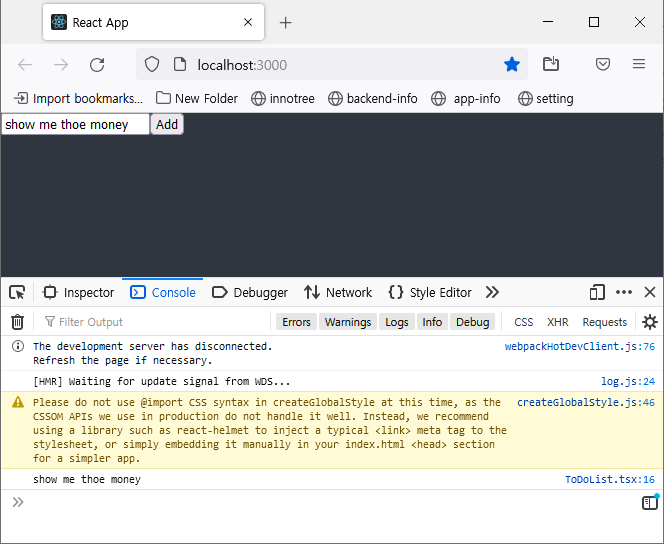 React App
localhost:3000
Import bookmarks... New Folder innotree backend-info app-info setting
show me thoe money Add
Inspector Console Debugger Network Style Editor
Filter Output Errors Warnings Logs Info Debug CSS XHR Requests
The development server has disconnected. webpackHotDevClient.js:76
Refresh the page if necessary.
[HMR] Waiting for update signal from WDS... log.js:24
Please do not use @import CSS syntax in createGlobalStyle at this time, as the createGlobalStyle.js:46
CSSOM APIs we use in production do not handle it well. Instead, we recommend
using a library such as react-helmet to inject a typical <link> meta tag to the
stylesheet, or simply embedding it manually in your index.html <head> section
for a simpler app.
show me thoe money ToDoList.tsx:16